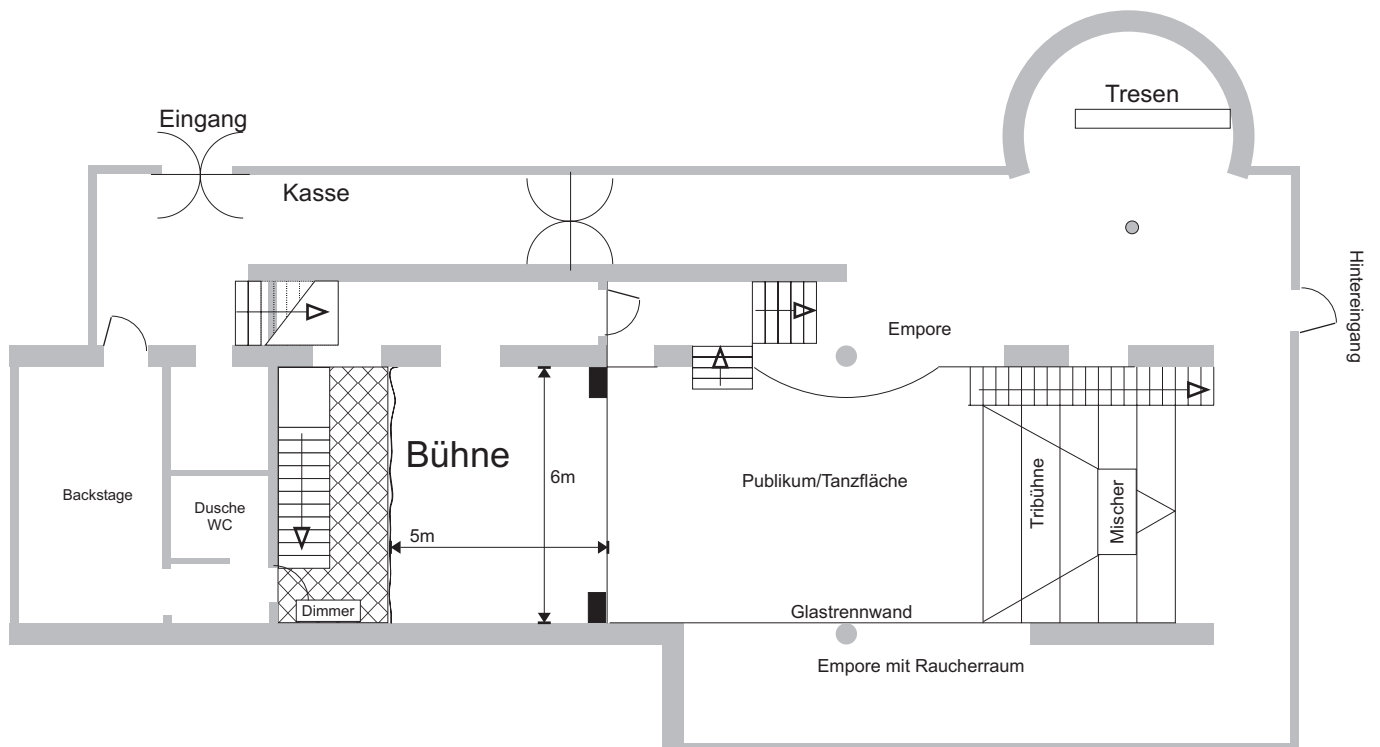 Tresen
Eingang
Kasse
Hintereingang
Empore
Bühne
6m
Publikum/Tanzfläche
Tribühne
Mischer
Backstage
Dusche
WC
5m
Dimmer
Glastrennwand
Empore mit Raucherraum